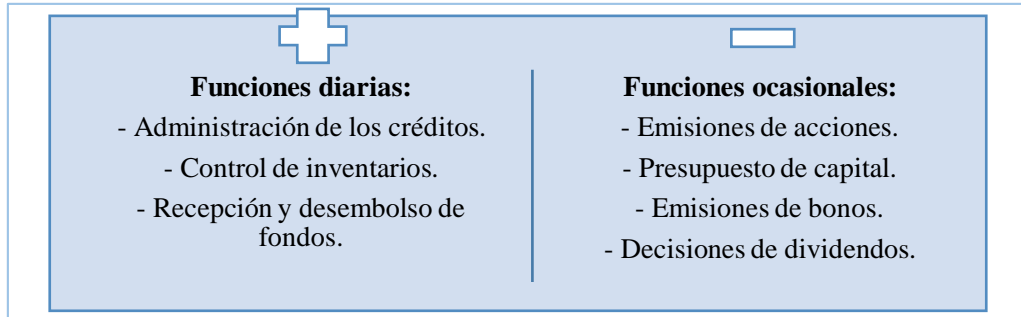 Funciones diarias:
- Administración de los créditos.
- Control de inventarios.
- Recepción y desembolso de
fondos.
Funciones ocasionales:
- Emisiones de acciones.
- Presupuesto de capital.
- Emisiones de bonos.
- Decisiones de dividendos.